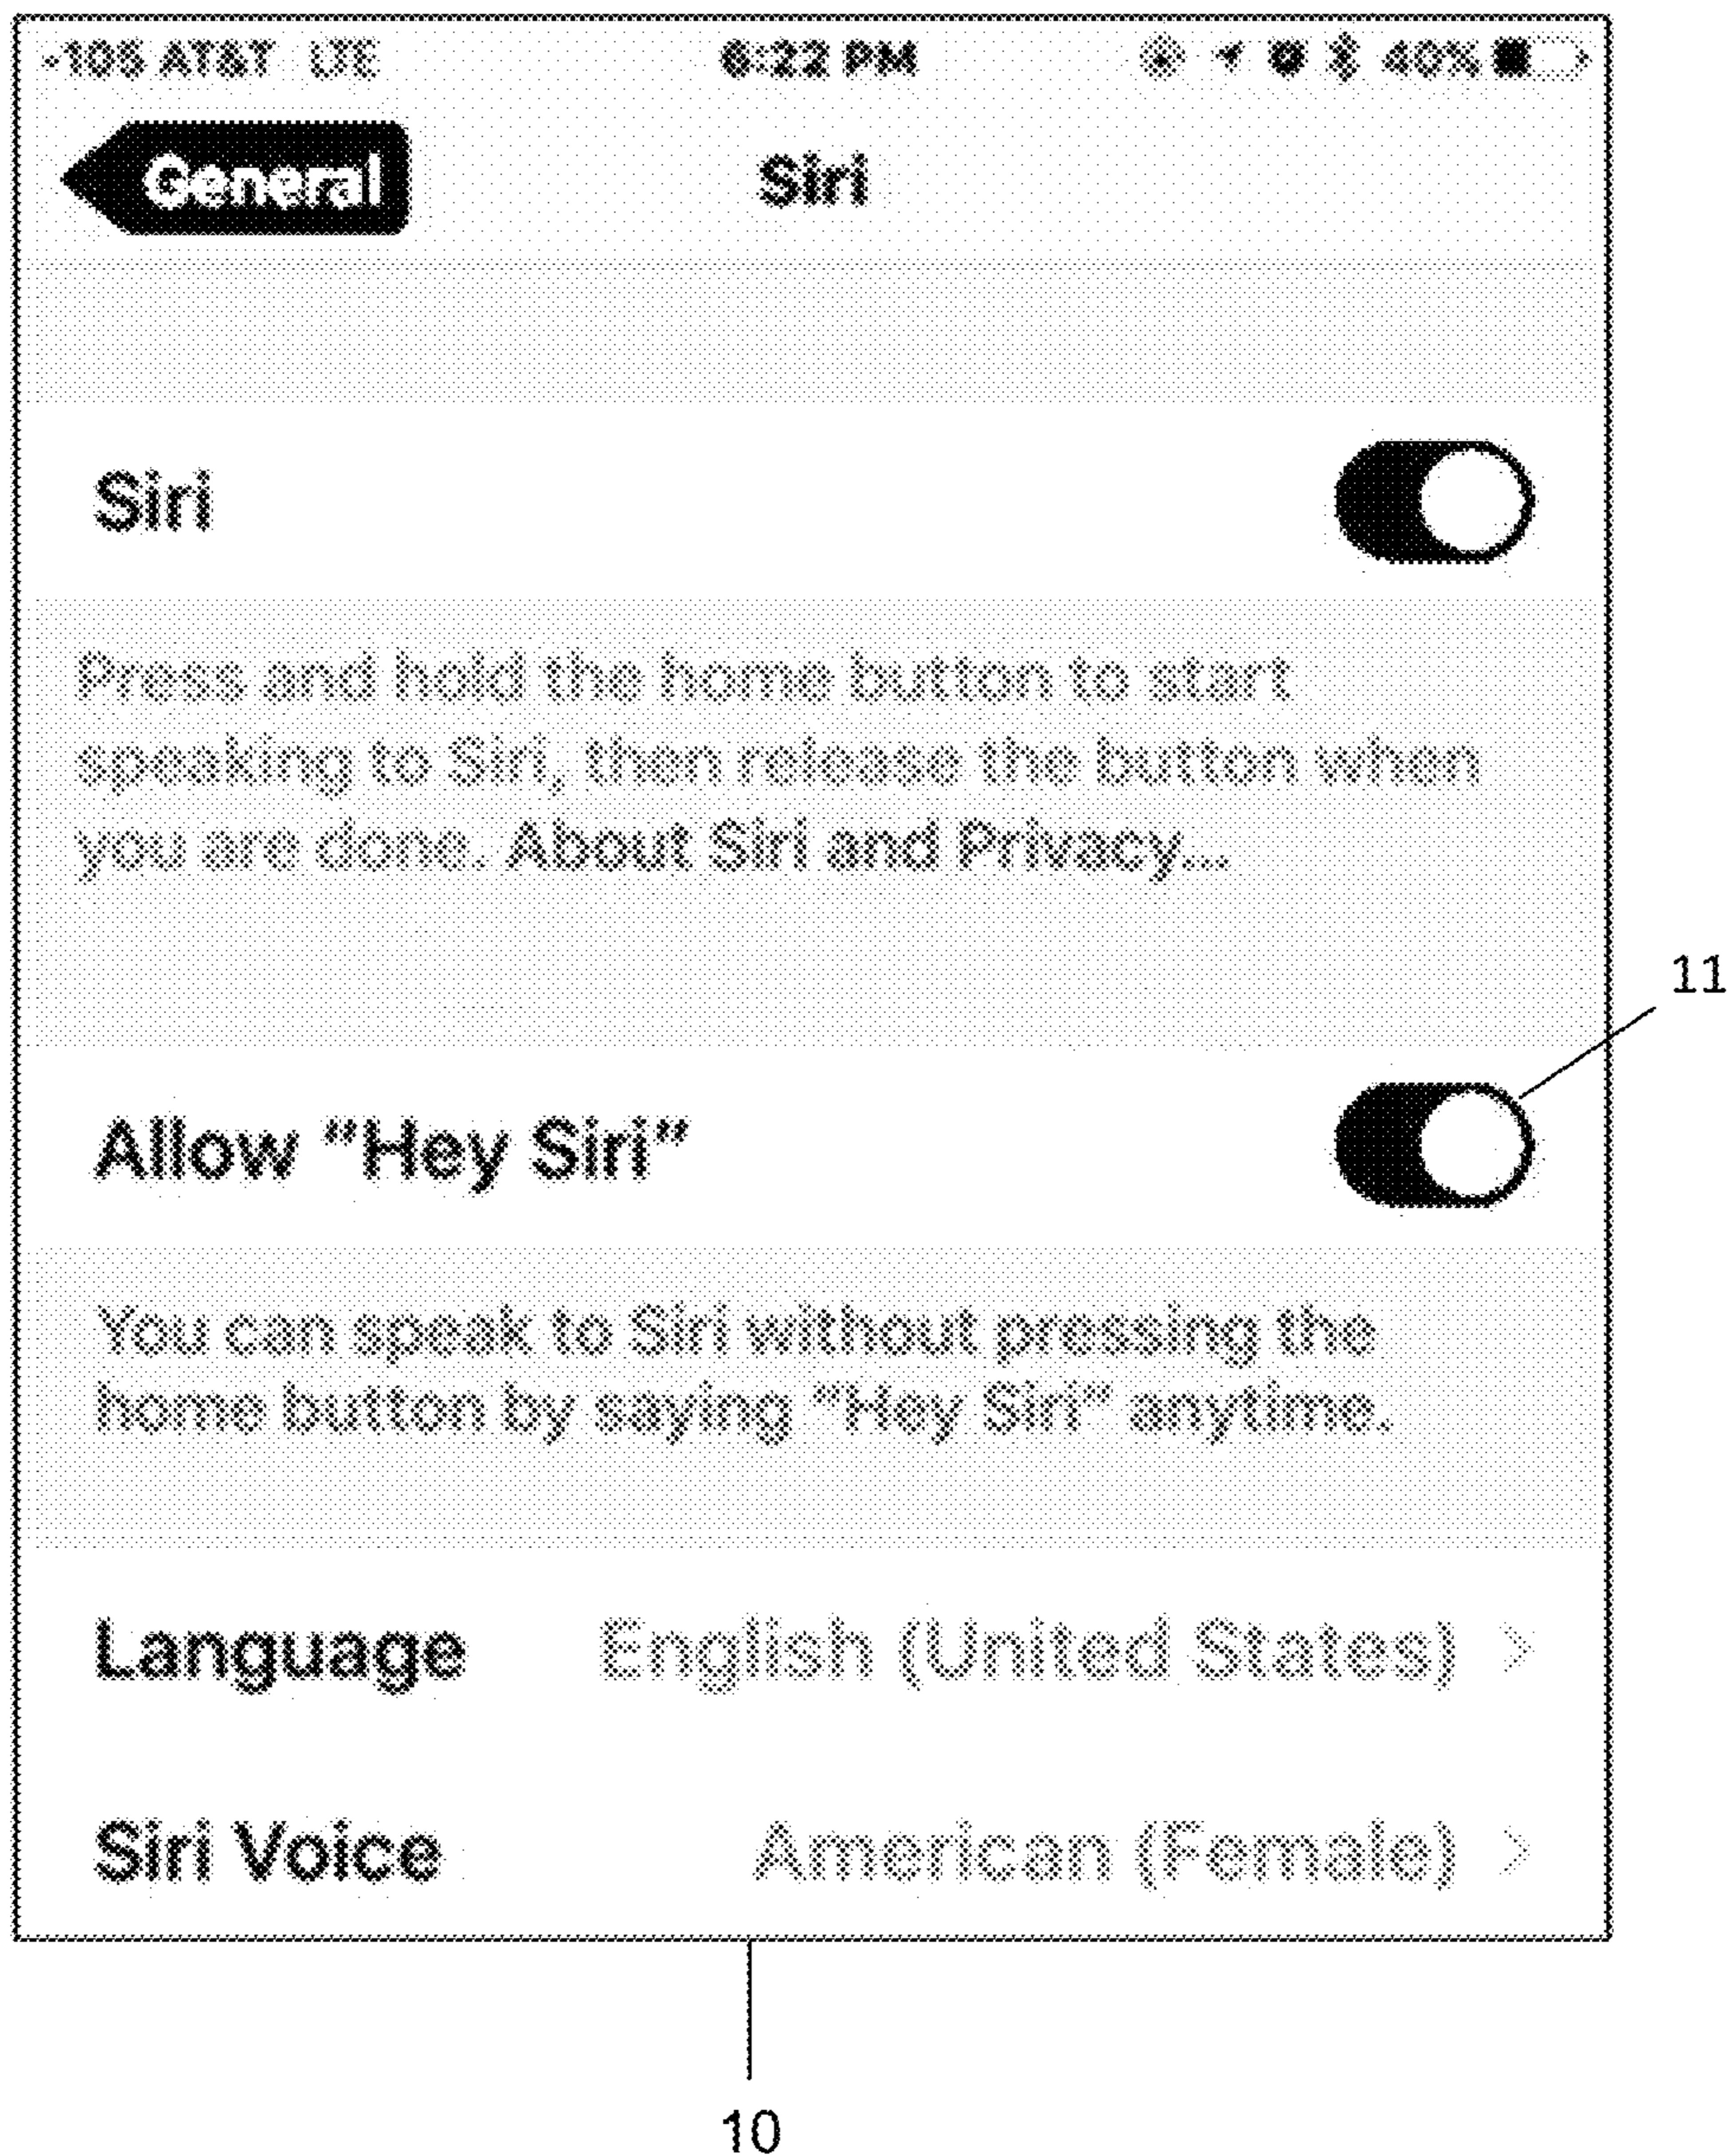 -105 AT&T LTE 6:22 PM 40%
General Siri
Siri
Press and hold the home button to start
speaking to Siri, then release the button when
you are done. About Siri and Privacy...
11
Allow "Hey Siri"
You can speak to Siri without pressing the
home button by saying "Hey Siri" anytime.
Language English (United States) >
Siri Voice American (Female) >
10